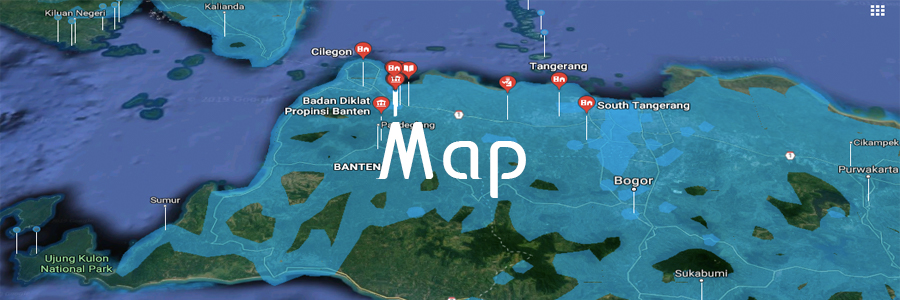 Kalianda
Kiluan Negeri
Cilegon
Tangerang
Badan Diklat
Propinsi Banten
South Tangerang
BANTEN
Map
Cikampek
Purwakarta
Bogor
Sumur
Ujung Kulon
National Park
Sukabumi